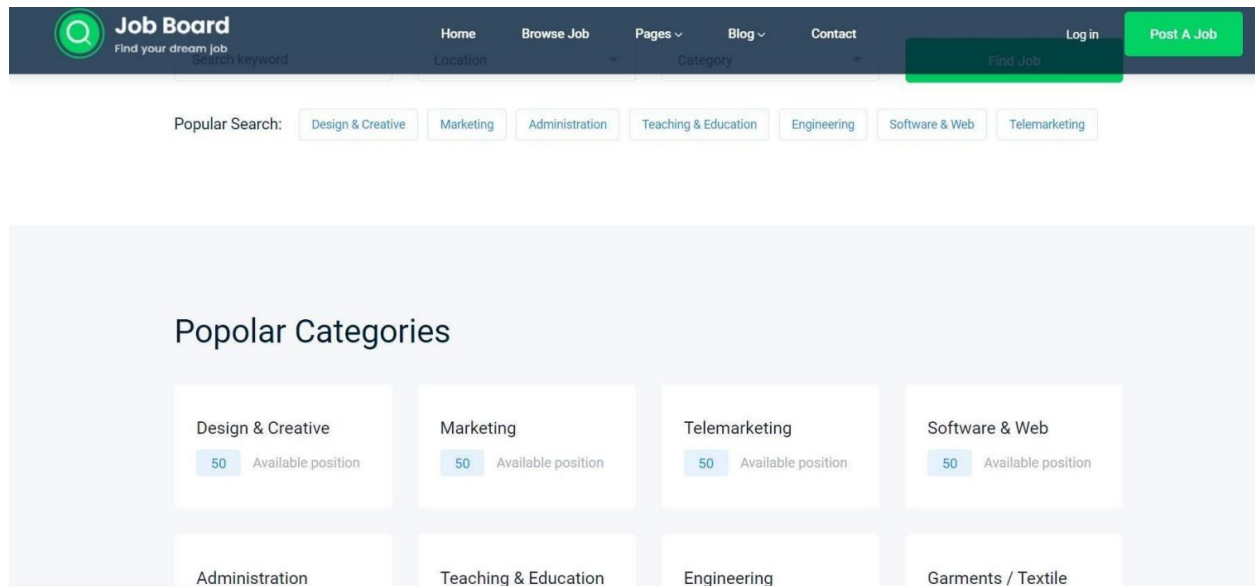 Job Board
Find your dream job
Home Browse Job Pages Blog Contact Log in Post A Job
Search keyword Location Category Find Job
Popular Search: Design & Creative Marketing Administration Teaching & Education Engineering Software & Web Telemarketing
Popolar Categories
Design & Creative Marketing Telemarketing Software & Web
50 Available position 50 Available position 50 Available position 50 Available position
Administration Teaching & Education Engineering Garments / Textile